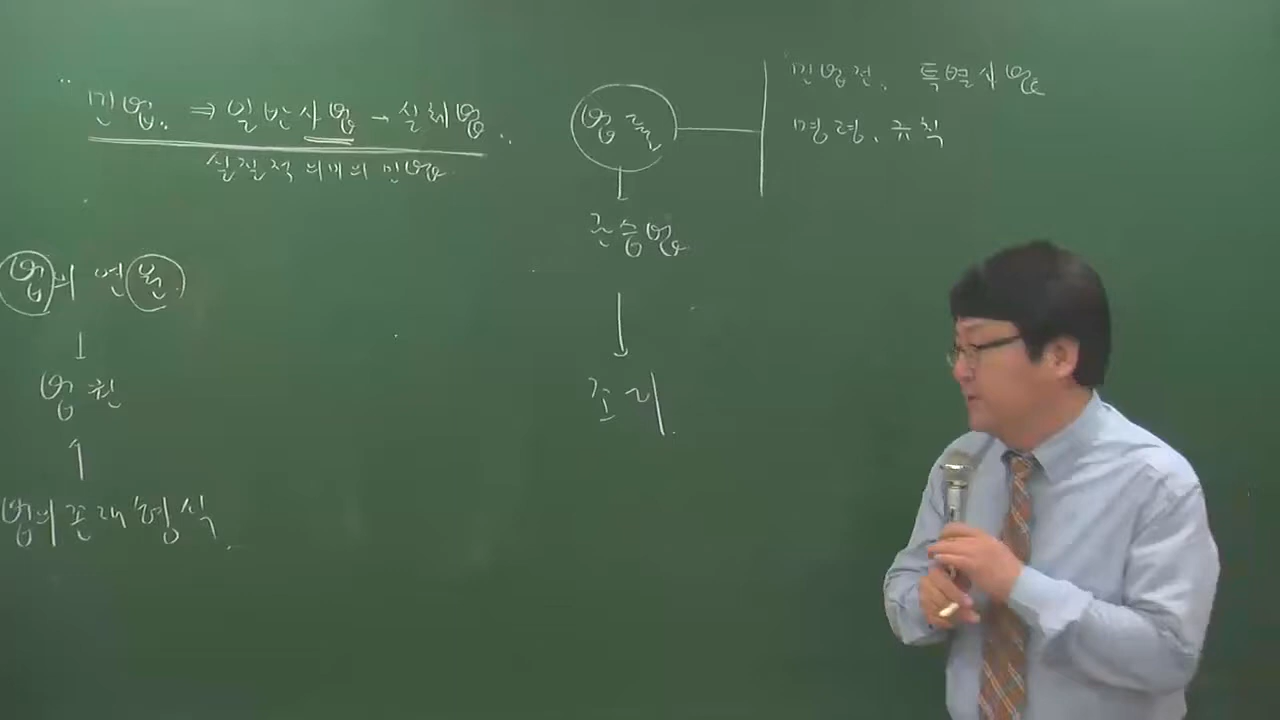 민법. ⇒ 일반사법 → 실체법.
실질적 의미의 민법
법의 연원
↓
법원
↑
법의 존재형식
법률
↓
관습법
↓
조리.
민법전. 특별사법
명령. 규칙